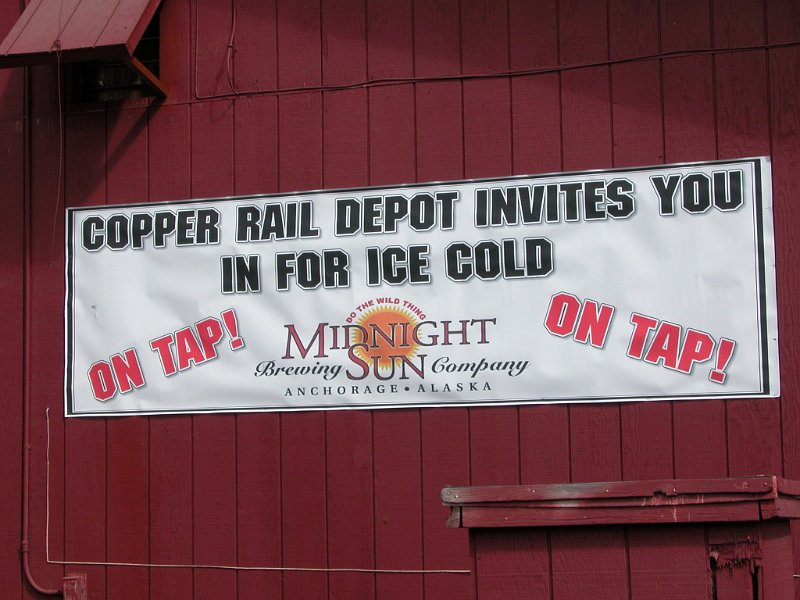 COPPER RAIL DEPOT INVITES YOU
IN FOR ICE COLD
ON TAP!
DO THE WILD THING
MIDNIGHT
SUN
Brewing Company
ANCHORAGE • ALASKA
ON TAP!